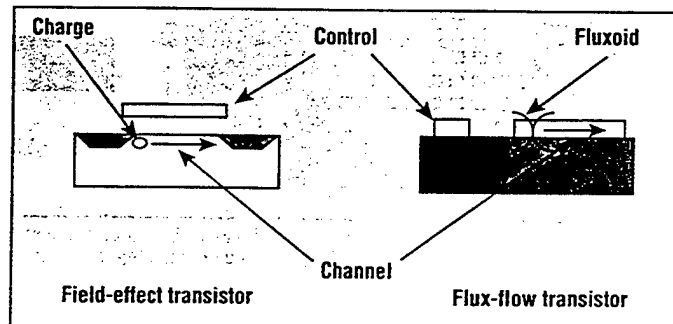 Charge
Control
Fluxoid
Channel
Field-effect transistor
Flux-flow transistor